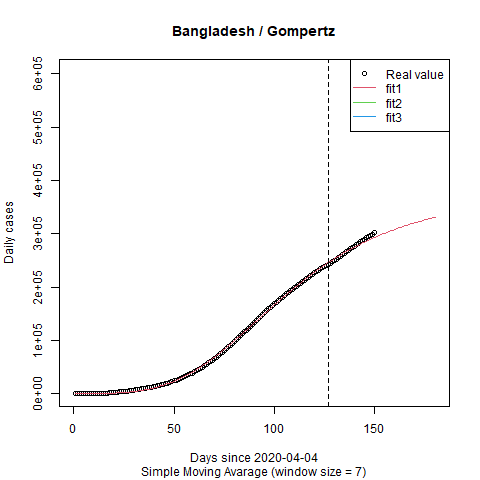 Bangladesh / Gompertz
Real value
fit1
fit2
fit3
Daily cases
6e+05
5e+05
4e+05
3e+05
2e+05
1e+05
0e+00
0
50
100
150
Days since 2020-04-04
Simple Moving Avarage (window size = 7)